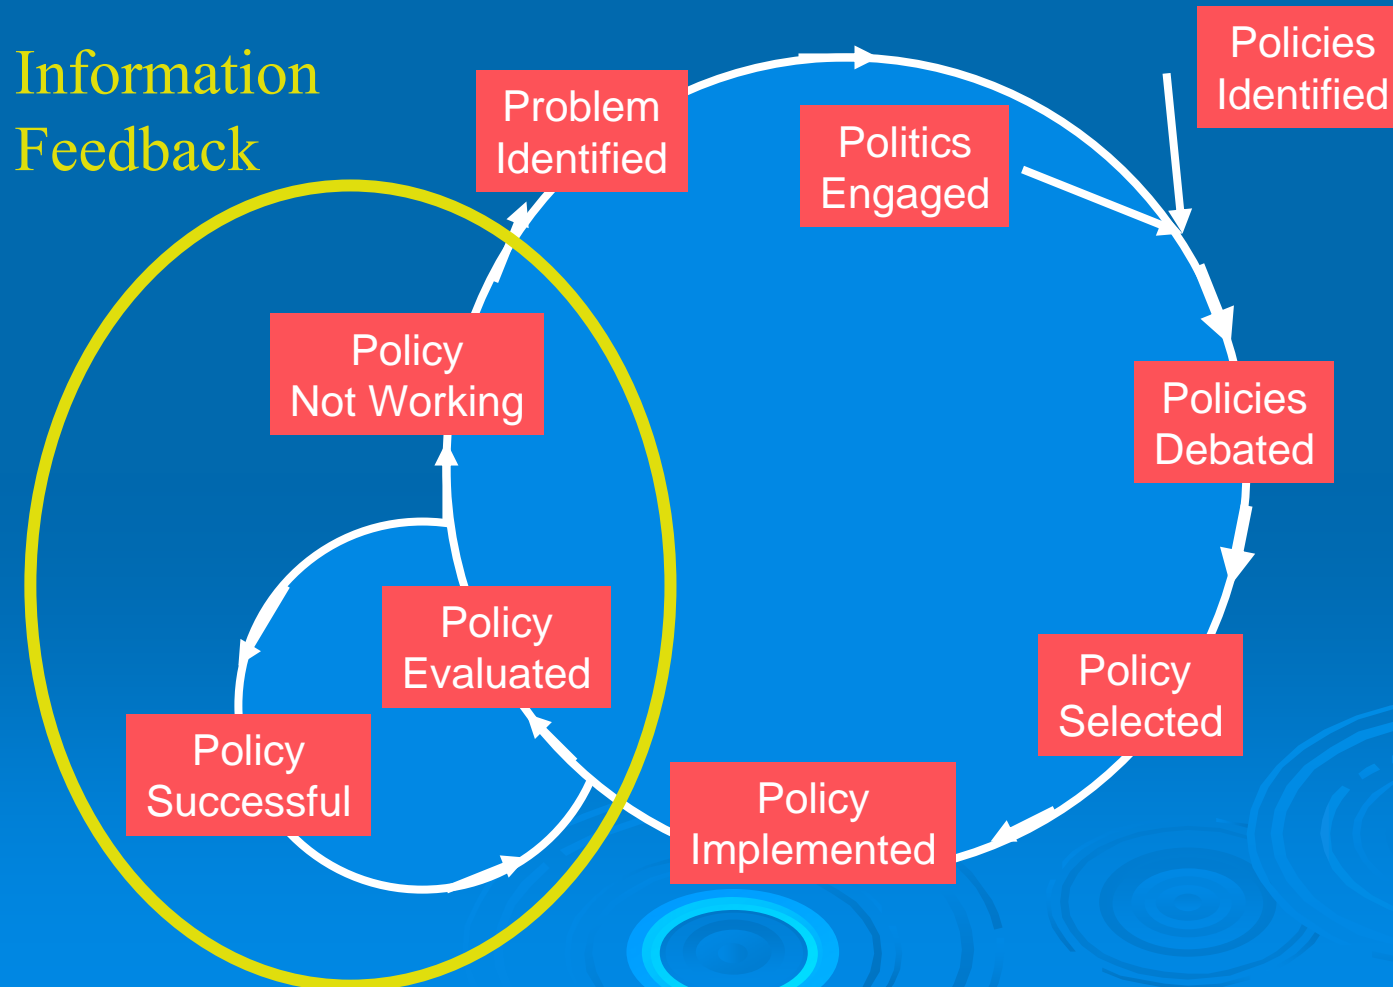 Information
Feedback
Problem
Identified
Politics
Engaged
Policies
Identified
Policy
Not Working
Policies
Debated
Policy
Evaluated
Policy
Selected
Policy
Successful
Policy
Implemented